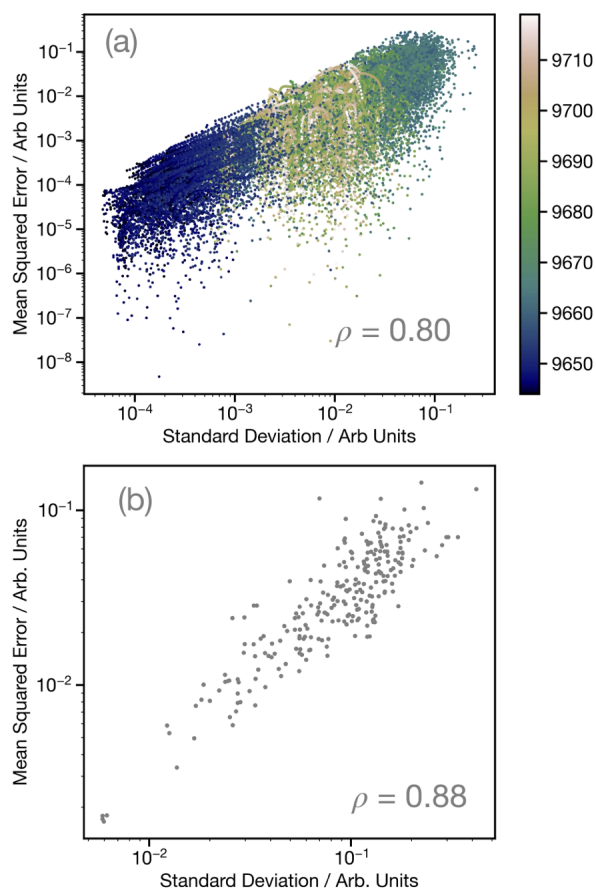 (a)
Mean Squared Error / Arb Units
10⁻¹
10⁻²
10⁻³
10⁻⁴
10⁻⁵
10⁻⁶
10⁻⁷
10⁻⁸
ρ = 0.80
10⁻⁴ 10⁻³ 10⁻² 10⁻¹
Standard Deviation / Arb Units
9710
9700
9690
9680
9670
9660
9650
(b)
Mean Squared Error / Arb. Units
10⁻¹
10⁻²
ρ = 0.88
10⁻² 10⁻¹
Standard Deviation / Arb. Units